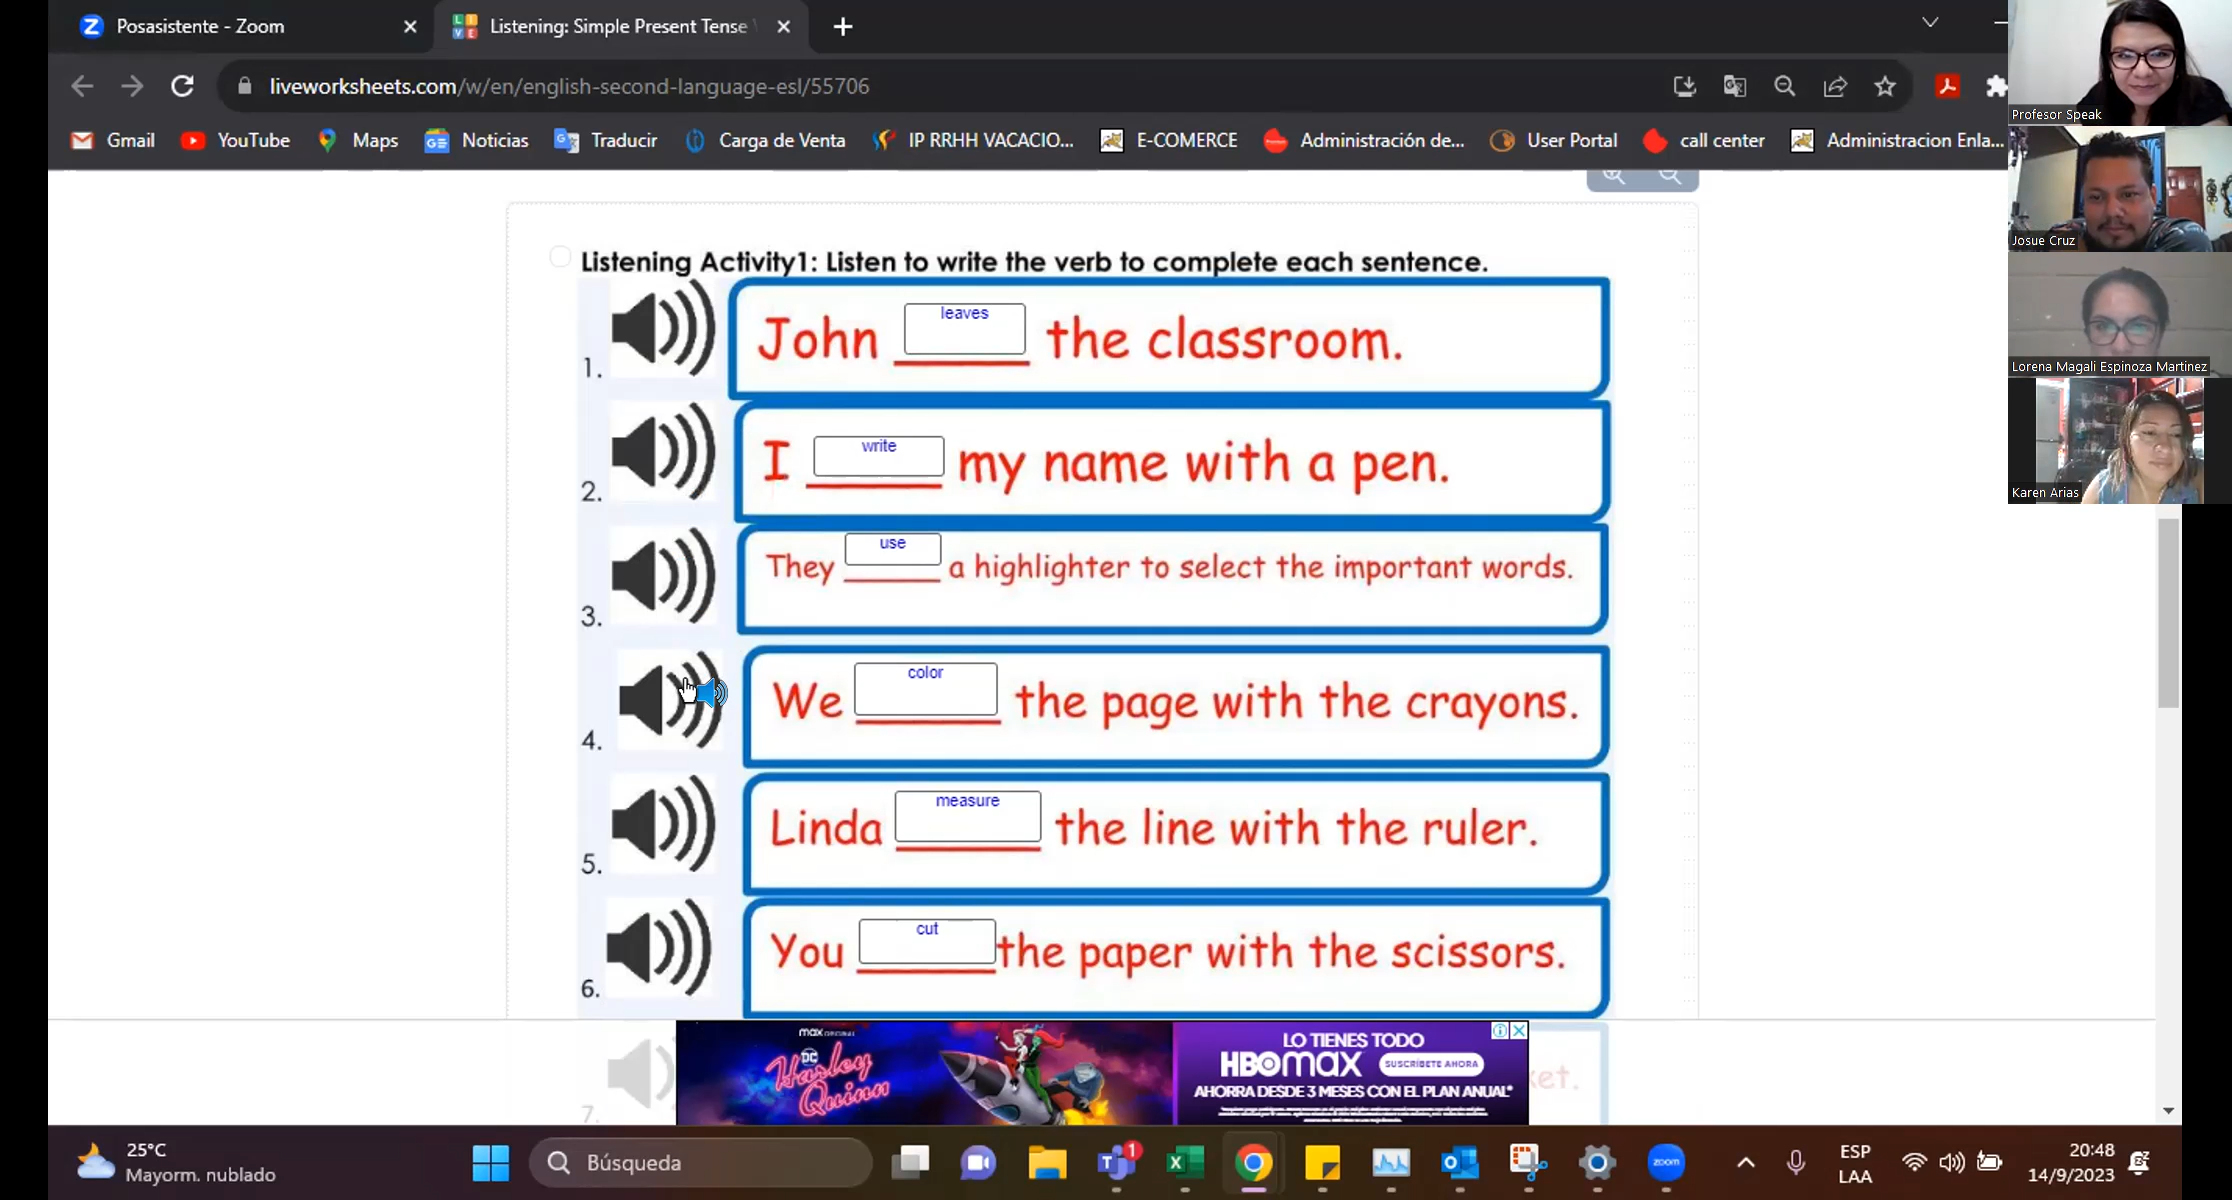 Posasistente - Zoom
Listening: Simple Present Tense
liveworksheets.com/w/en/english-second-language-esl/55706
Gmail YouTube Maps Noticias Traducir Carga de Venta IP RRHH VACACIO... E-COMERCE Administración de... User Portal call center Administracion Enla...
Profesor Speak
Josue Cruz
Lorena Magali Espinoza Martinez
Karen Arias
Listening Activity1: Listen to write the verb to complete each sentence.
1. John leaves the classroom.
2. I write my name with a pen.
3. They use a highlighter to select the important words.
4. We color the page with the crayons.
5. Linda measure the line with the ruler.
6. You cut the paper with the scissors.
7. ket.
max ORIGINAL
DC
Harley
Quinn
LO TIENES TODO
HBOmax SUSCRÍBETE AHORA
AHORRA DESDE 3 MESES CON EL PLAN ANUAL*
25°C
Mayorm. nublado
Búsqueda
1
zoom
ESP
LAA
20:48
14/9/2023